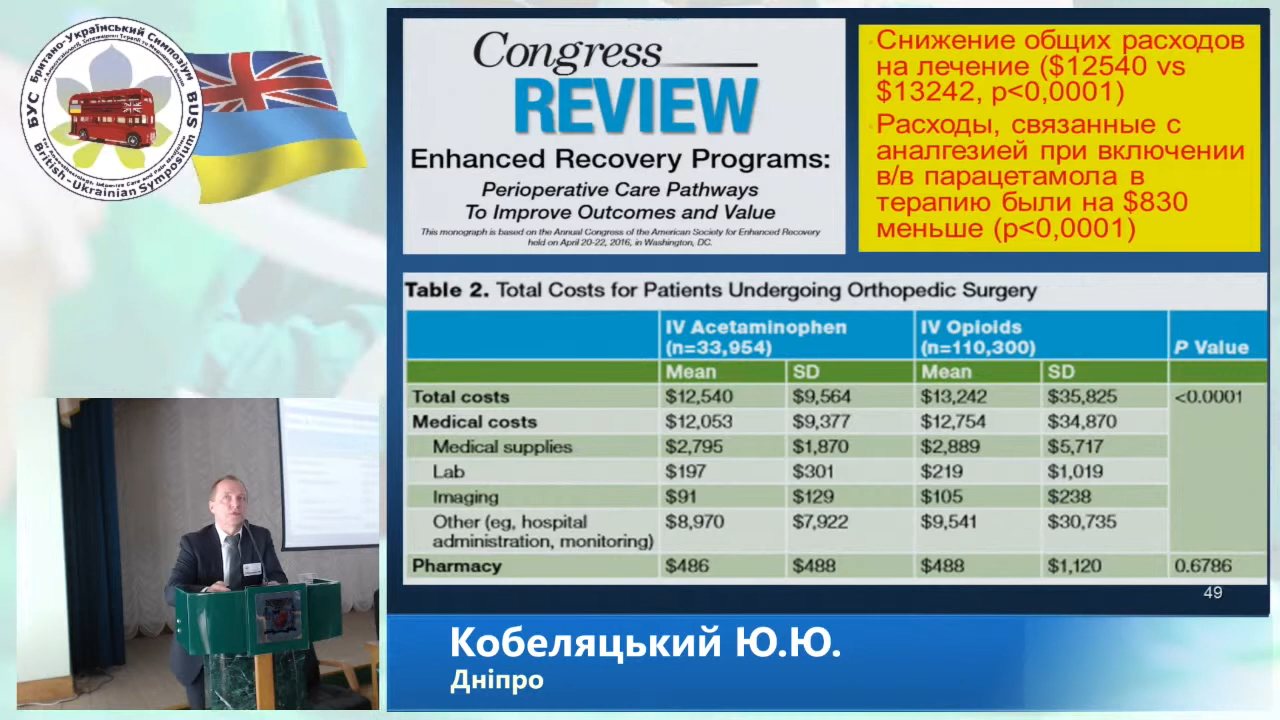 Британо-Український Симпозіум
БУС
BUS
British-Ukrainian Symposium
Congress
REVIEW
Enhanced Recovery Programs:
Perioperative Care Pathways
To Improve Outcomes and Value
This monograph is based on the Annual Congress of the American Society for Enhanced Recovery
held on April 20-22, 2016, in Washington, DC.
Снижение общих расходов
на лечение ($12540 vs
$13242, p<0,0001)
Расходы, связанные с
аналгезией при включении
в/в парацетамола в
терапию были на $830
меньше (p<0,0001)
Table 2. Total Costs for Patients Undergoing Orthopedic Surgery
IV Acetaminophen (n=33,954) IV Opioids (n=110,300) P Value
Mean SD Mean SD
Total costs $12,540 $9,564 $13,242 $35,825 <0.0001
Medical costs $12,053 $9,377 $12,754 $34,870
Medical supplies $2,795 $1,870 $2,889 $5,717
Lab $197 $301 $219 $1,019
Imaging $91 $129 $105 $238
Other (eg, hospital administration, monitoring) $8,970 $7,922 $9,541 $30,735
Pharmacy $486 $488 $488 $1,120 0.6786
49
Кобеляцький Ю.Ю.
Дніпро